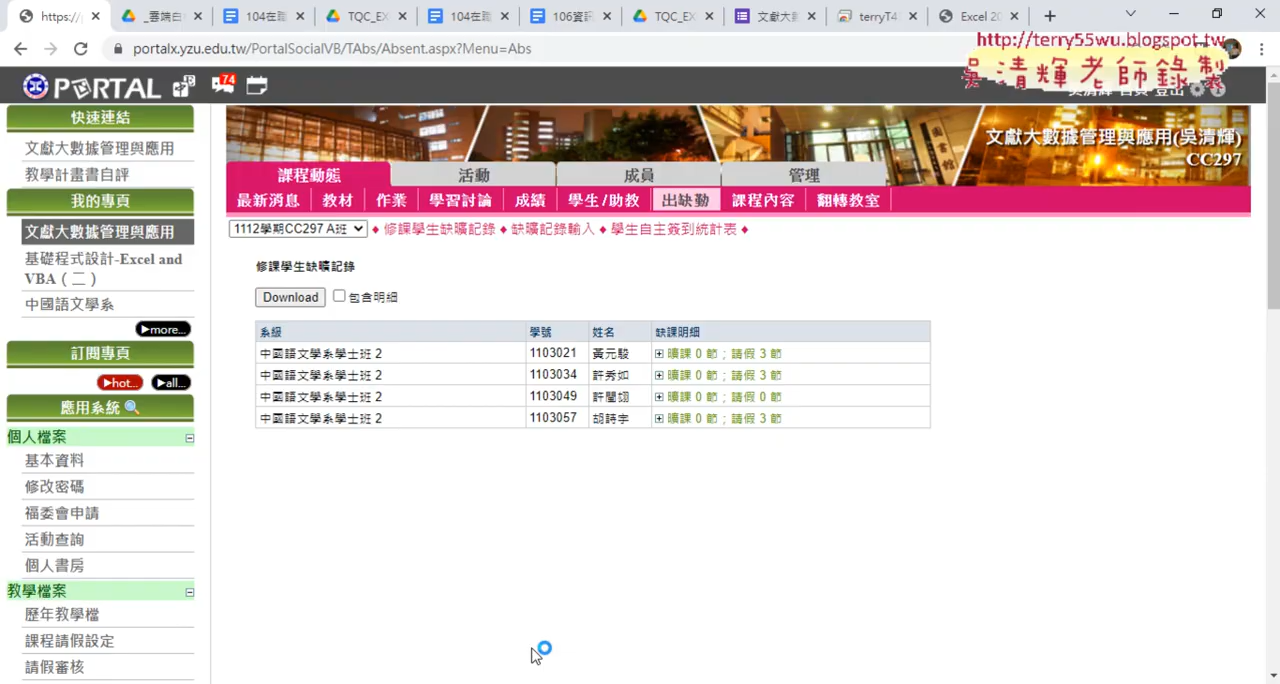 https:/
_雲端白
104在職
TQC_EX
104在職
106資訊
TQC_EX
文獻大數
terryT4
Excel 20
portalx.yzu.edu.tw/PortalSocialV8/TAbs/Absent.aspx?Menu=Abs
http://terry55wu.blogspot.tw
吳清輝老師錄製
PORTAL
74
快速連結
文獻大數據管理與應用
教學計畫書自評
我的專頁
文獻大數據管理與應用
基礎程式設計-Excel and
VBA（二）
中國語文學系
▶more...
訂閱專頁
▶hot... ▶all...
應用系統
個人檔案
基本資料
修改密碼
福委會申請
活動查詢
個人書房
教學檔案
歷年教學檔
課程請假設定
請假審核
文獻大數據管理與應用(吳清輝)
CC297
課程動態 活動 成員 管理
最新消息 教材 作業 學習討論 成績 學生/助教 出缺勤 課程內容 翻轉教室
1112學期CC297 A班 ♦ 修課學生缺曠記錄 ♦ 缺曠記錄輸入 ♦ 學生自主簽到統計表 ♦
修課學生缺曠記錄
Download 包含明細
系級 學號 姓名 缺課明細
中國語文學系學士班 2 1103021 黃元駿 曠課 0 節 ; 請假 3 節
中國語文學系學士班 2 1103034 許秀如 曠課 0 節 ; 請假 3 節
中國語文學系學士班 2 1103049 許閩翊 曠課 0 節 ; 請假 0 節
中國語文學系學士班 2 1103057 胡詩宇 曠課 0 節 ; 請假 3 節